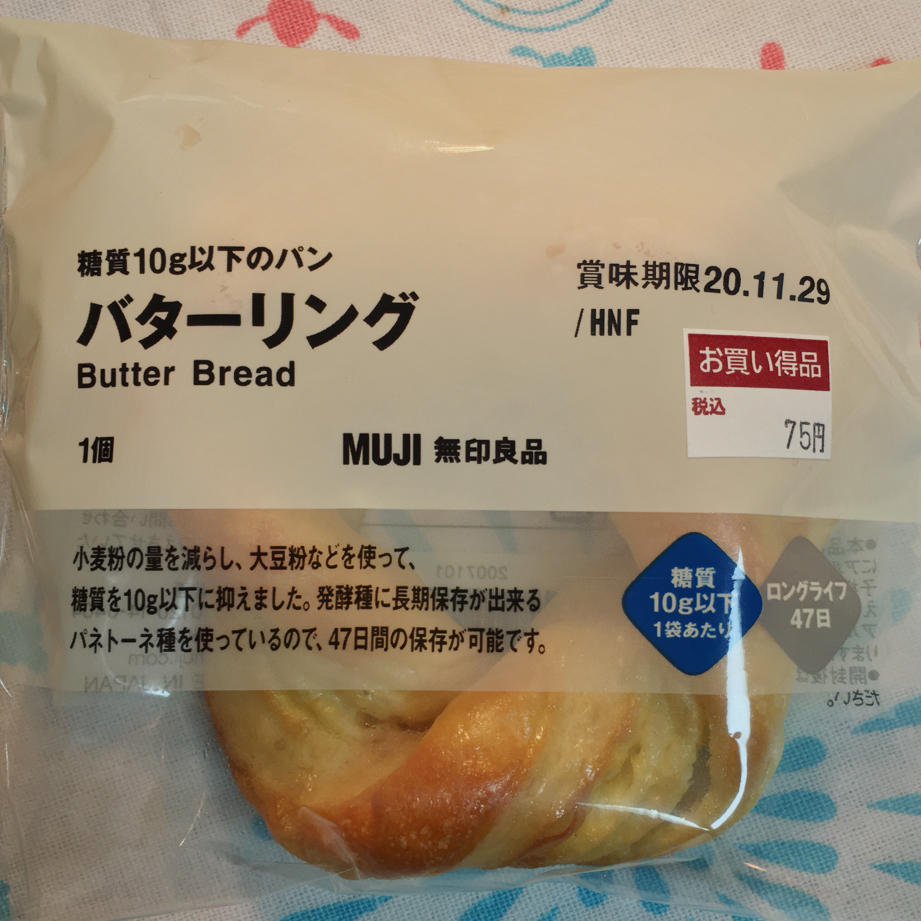 糖質10g以下のパン
バターリング
Butter Bread
1個
MUJI 無印良品
賞味期限20.11.29
/HNF
お買い得品
税込
75円
小麦粉の量を減らし、大豆粉などを使って、
糖質を10g以下に抑えました。発酵種に長期保存が出来る
パネトーネ種を使っているので、47日間の保存が可能です。
糖質
10g以下
1袋あたり
ロングライフ
47日